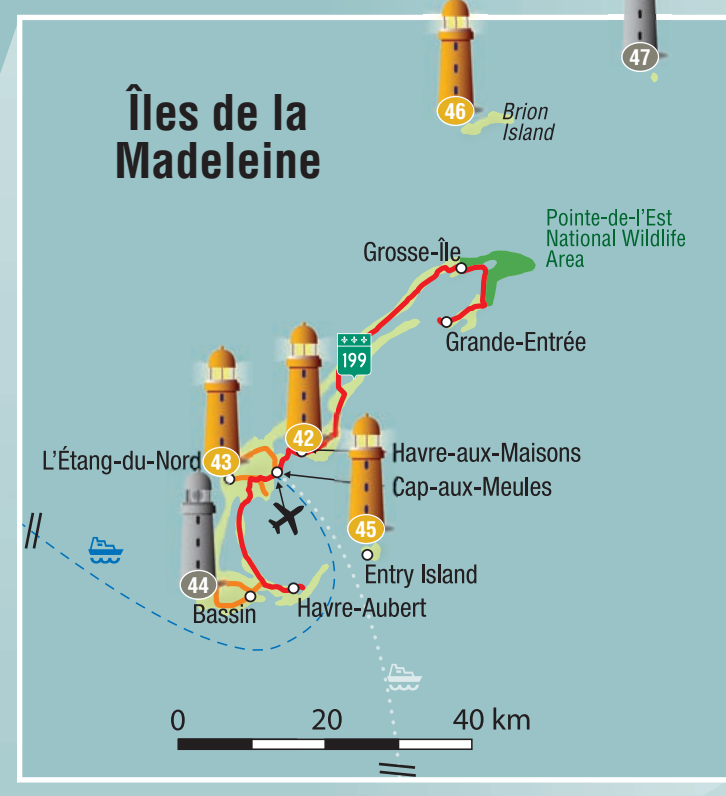 47
46
Brion
Island
Îles de la
Madeleine
Pointe-de-l'Est
National Wildlife
Area
Grosse-Île
Grande-Entrée
199
42
Havre-aux-Maisons
L'Étang-du-Nord
43
Cap-aux-Meules
45
Entry Island
44
Bassin
Havre-Aubert
0 20 40 km